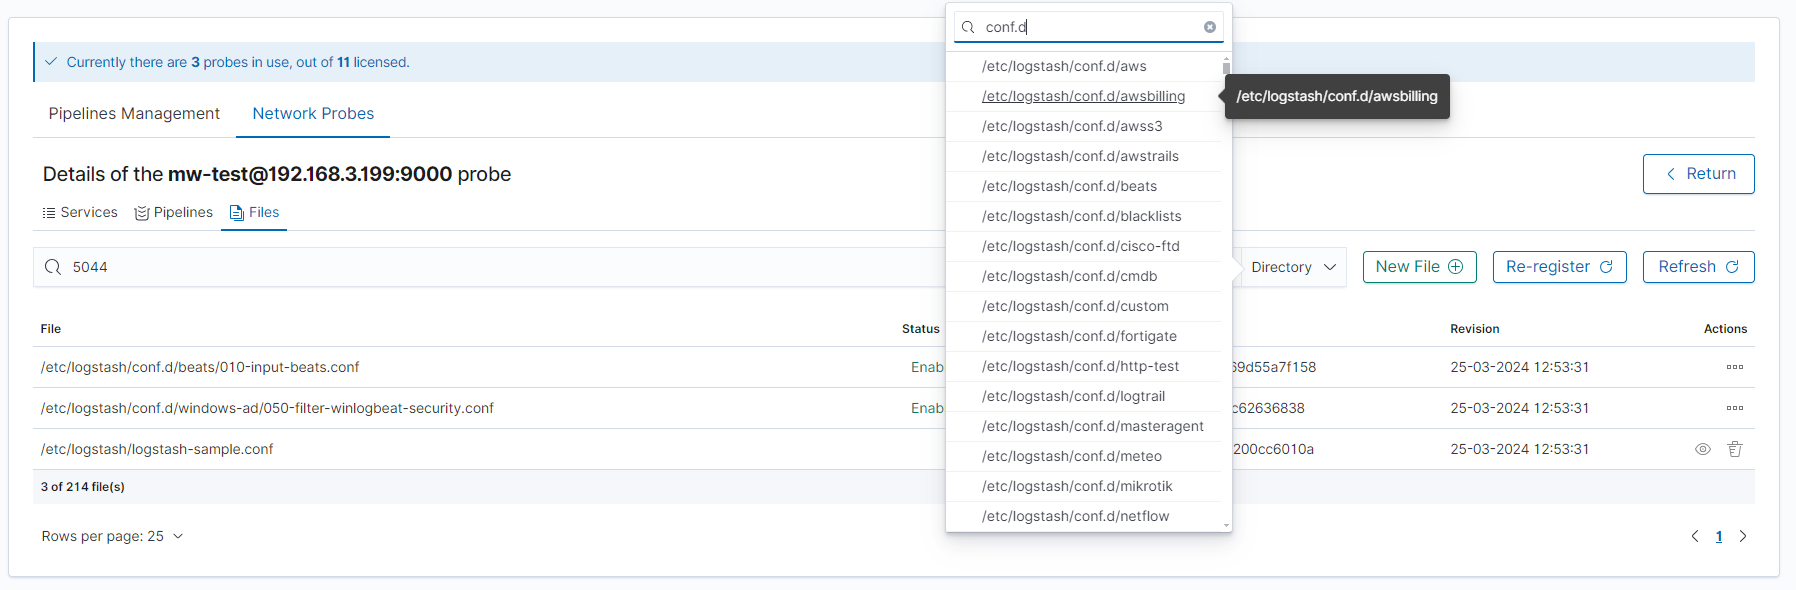 conf.d
Currently there are 3 probes in use, out of 11 licensed.
/etc/logstash/conf.d/aws
/etc/logstash/conf.d/awsbilling
/etc/logstash/conf.d/awsbilling
Pipelines Management Network Probes
/etc/logstash/conf.d/awss3
/etc/logstash/conf.d/awstrails
Details of the mw-test@192.168.3.199:9000 probe
Return
/etc/logstash/conf.d/beats
Services Pipelines Files
/etc/logstash/conf.d/blacklists
/etc/logstash/conf.d/cisco-ftd
5044
Directory New File Re-register Refresh
/etc/logstash/conf.d/cmdb
/etc/logstash/conf.d/custom
File Status Revision Actions
/etc/logstash/conf.d/fortigate
/etc/logstash/conf.d/beats/010-input-beats.conf Enab 69d55a7f158 25-03-2024 12:53:31
/etc/logstash/conf.d/http-test
/etc/logstash/conf.d/logtrail
/etc/logstash/conf.d/windows-ad/050-filter-winlogbeat-security.conf Enab c62636838 25-03-2024 12:53:31
/etc/logstash/conf.d/masteragent
/etc/logstash/logstash-sample.conf 200cc6010a 25-03-2024 12:53:31
/etc/logstash/conf.d/meteo
3 of 214 file(s)
/etc/logstash/conf.d/mikrotik
/etc/logstash/conf.d/netflow
Rows per page: 25 1